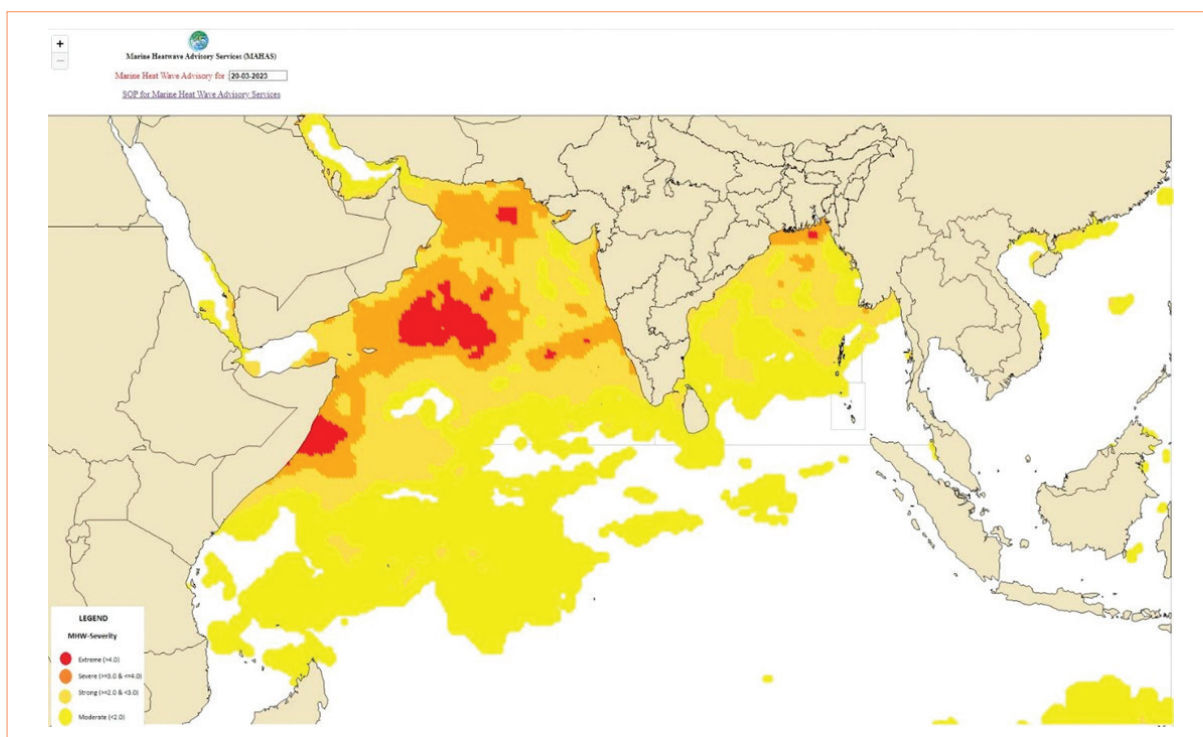 +
−
Marine Heatwave Advisory Services (MAHAS)
Marine Heat Wave Advisory for 20-03-2023
SOP for Marine Heat Wave Advisory Services
LEGEND
MHW-Severity
Extreme (>4.0)
Severe (>=3.0 & <=4.0)
Strong (>=2.0 & <3.0)
Moderate (<2.0)